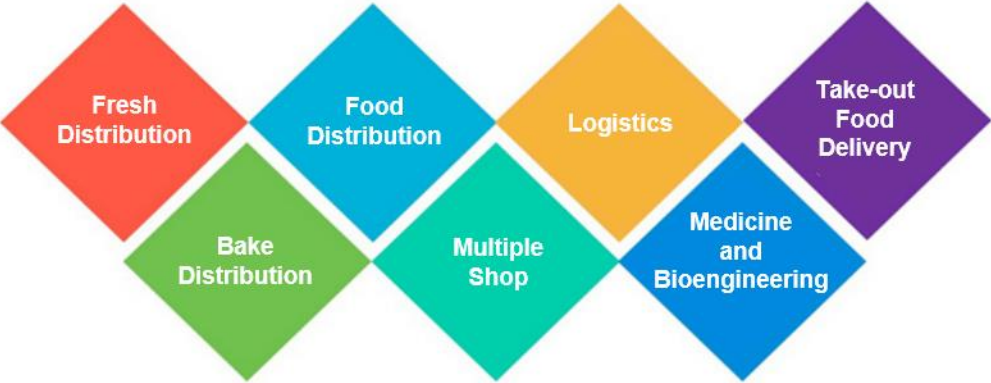 Fresh
Distribution
Food
Distribution
Logistics
Take-out
Food
Delivery
Bake
Distribution
Multiple
Shop
Medicine
and
Bioengineering